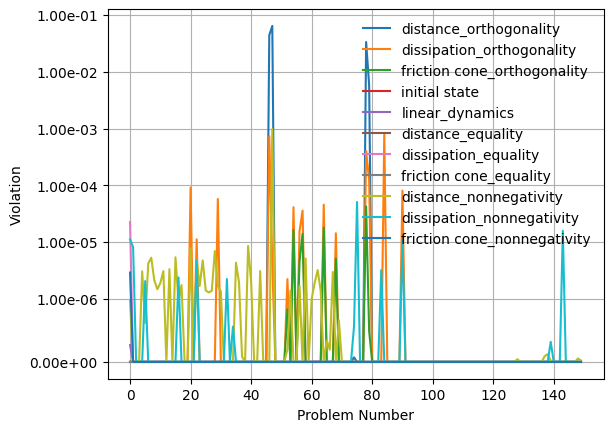 1.00e-01
1.00e-02
1.00e-03
1.00e-04
1.00e-05
1.00e-06
0.00e+00
Violation
distance_orthogonality
dissipation_orthogonality
friction cone_orthogonality
initial state
linear_dynamics
distance_equality
dissipation_equality
friction cone_equality
distance_nonnegativity
dissipation_nonnegativity
friction cone_nonnegativity
0 20 40 60 80 100 120 140
Problem Number